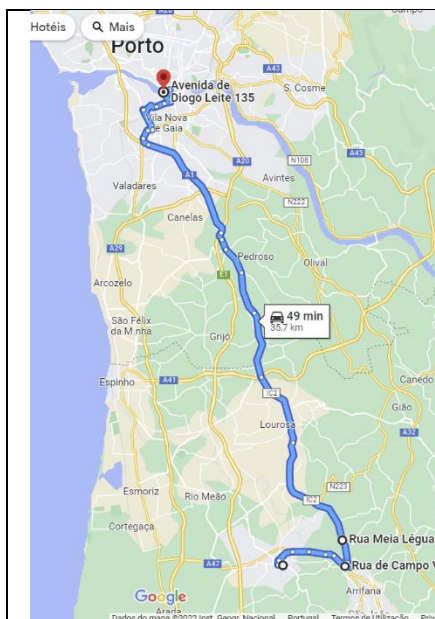 Hotéis
Mais
Porto
Campo
Avenida de
Diogo Leite 135
A43
S. Cosme
Vila Nova
de Gaia
N108
A43
A20
Avintes
Valadares
A1
N222
Canelas
A29
E1
Pedroso
Olival
Arcozelo
49 min
35,7 km
São Félix
da Marinha
Grijó
Espinho
A41
IC2
Canedo
Gião
Lourosa
A32
N223
Esmoriz
Rio Meão
IC2
Cortegaça
Rua Meia Légua
A47
Rua de Campo V
Google
Arrifana
Arada
Dados do mapa ©2022 Inst. Geogr. Nacional
Portugal
Termos de Utilização